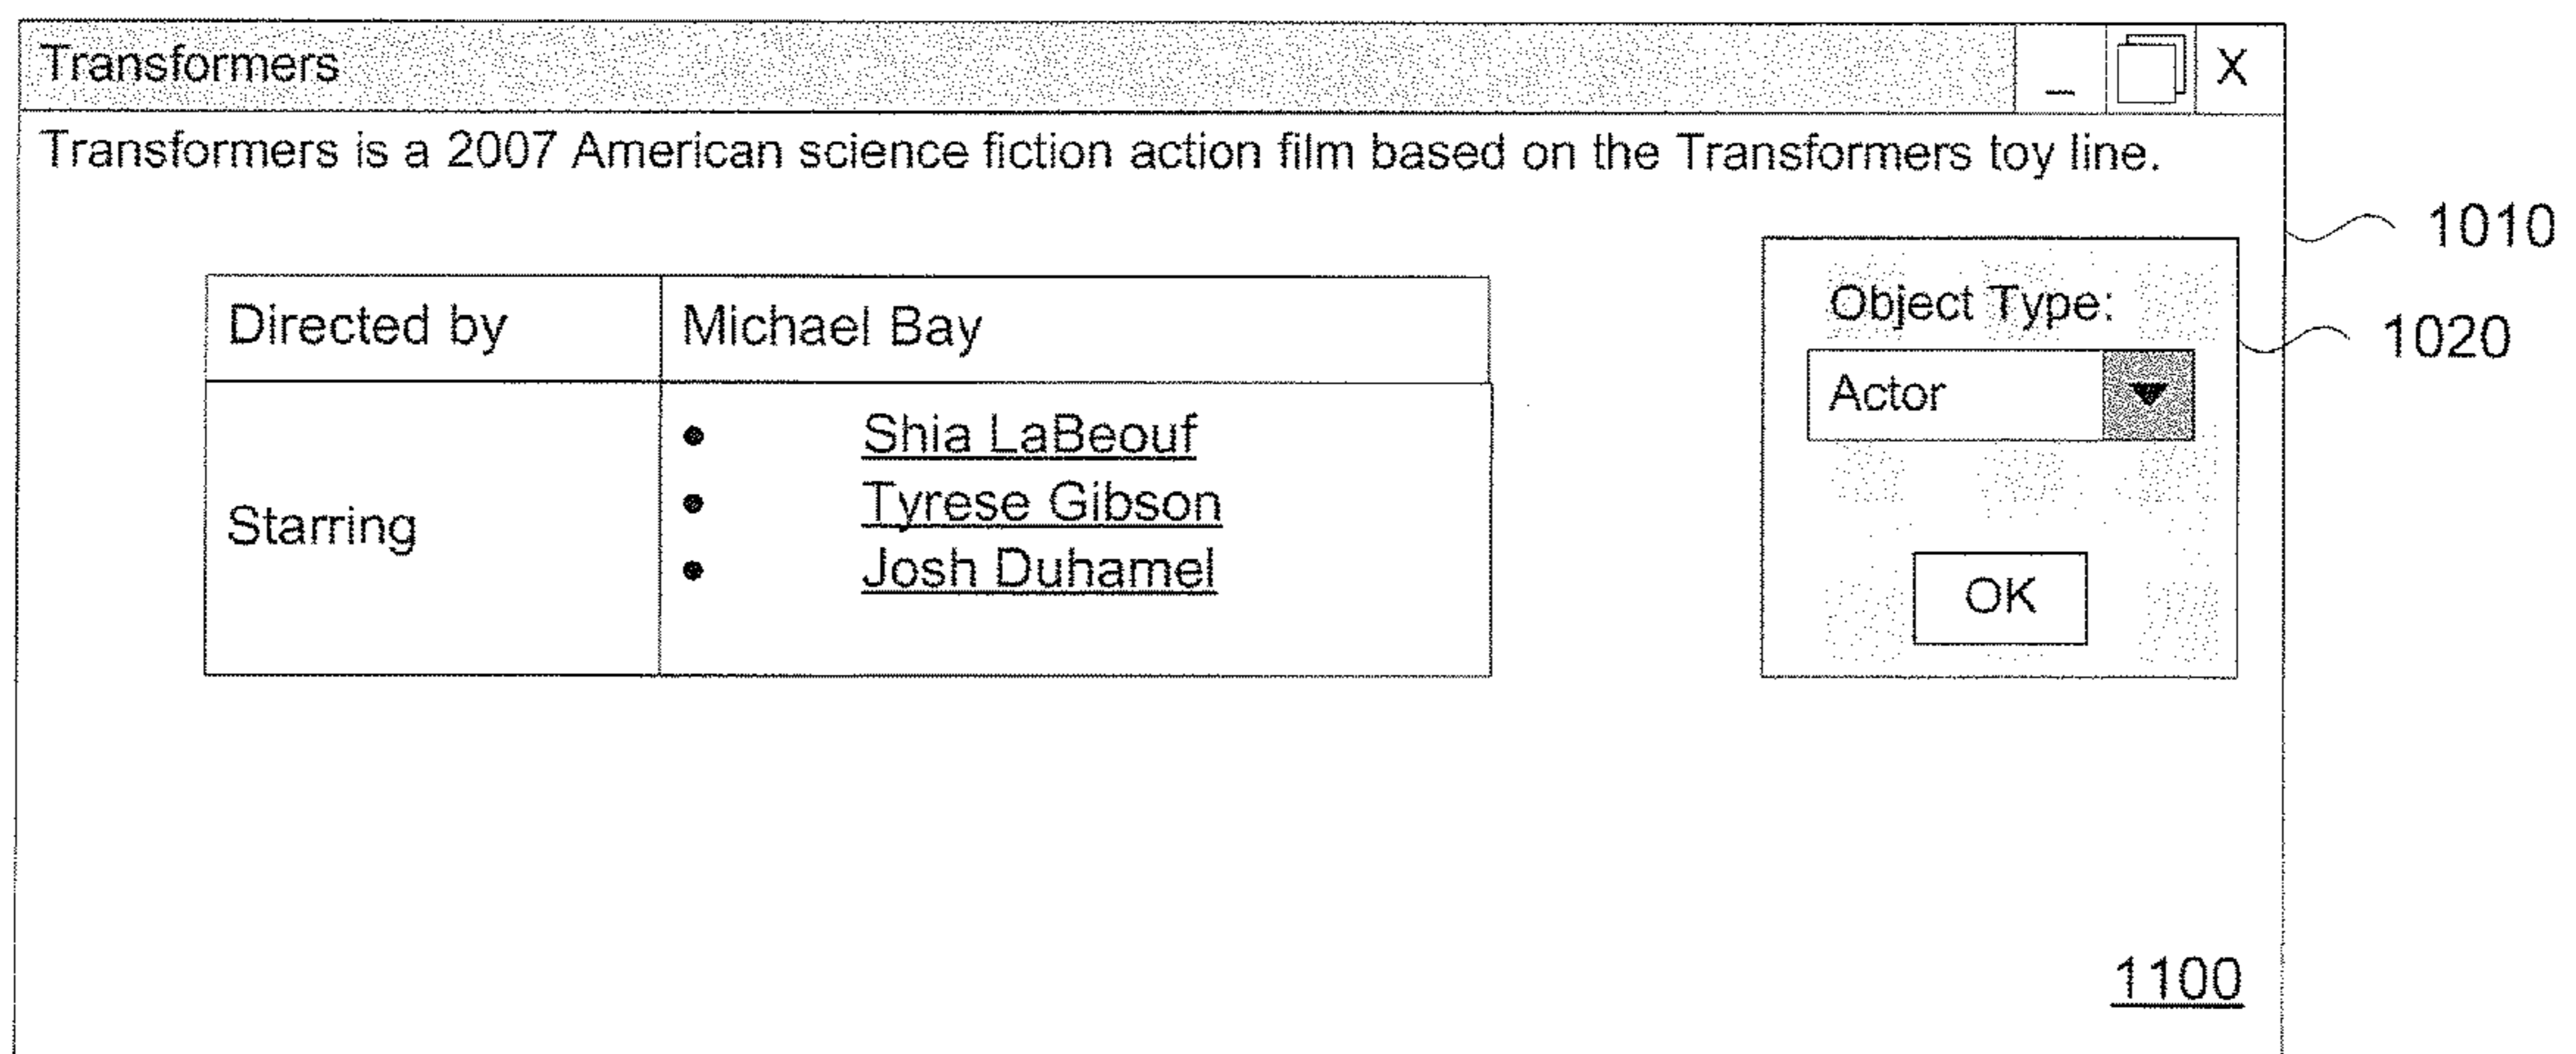 Transformers _ X
Transformers is a 2007 American science fiction action film based on the Transformers toy line.
1010
Directed by Michael Bay
Object Type:
1020
Actor
Starring
• Shia LaBeouf
• Tyrese Gibson
• Josh Duhamel
OK
1100